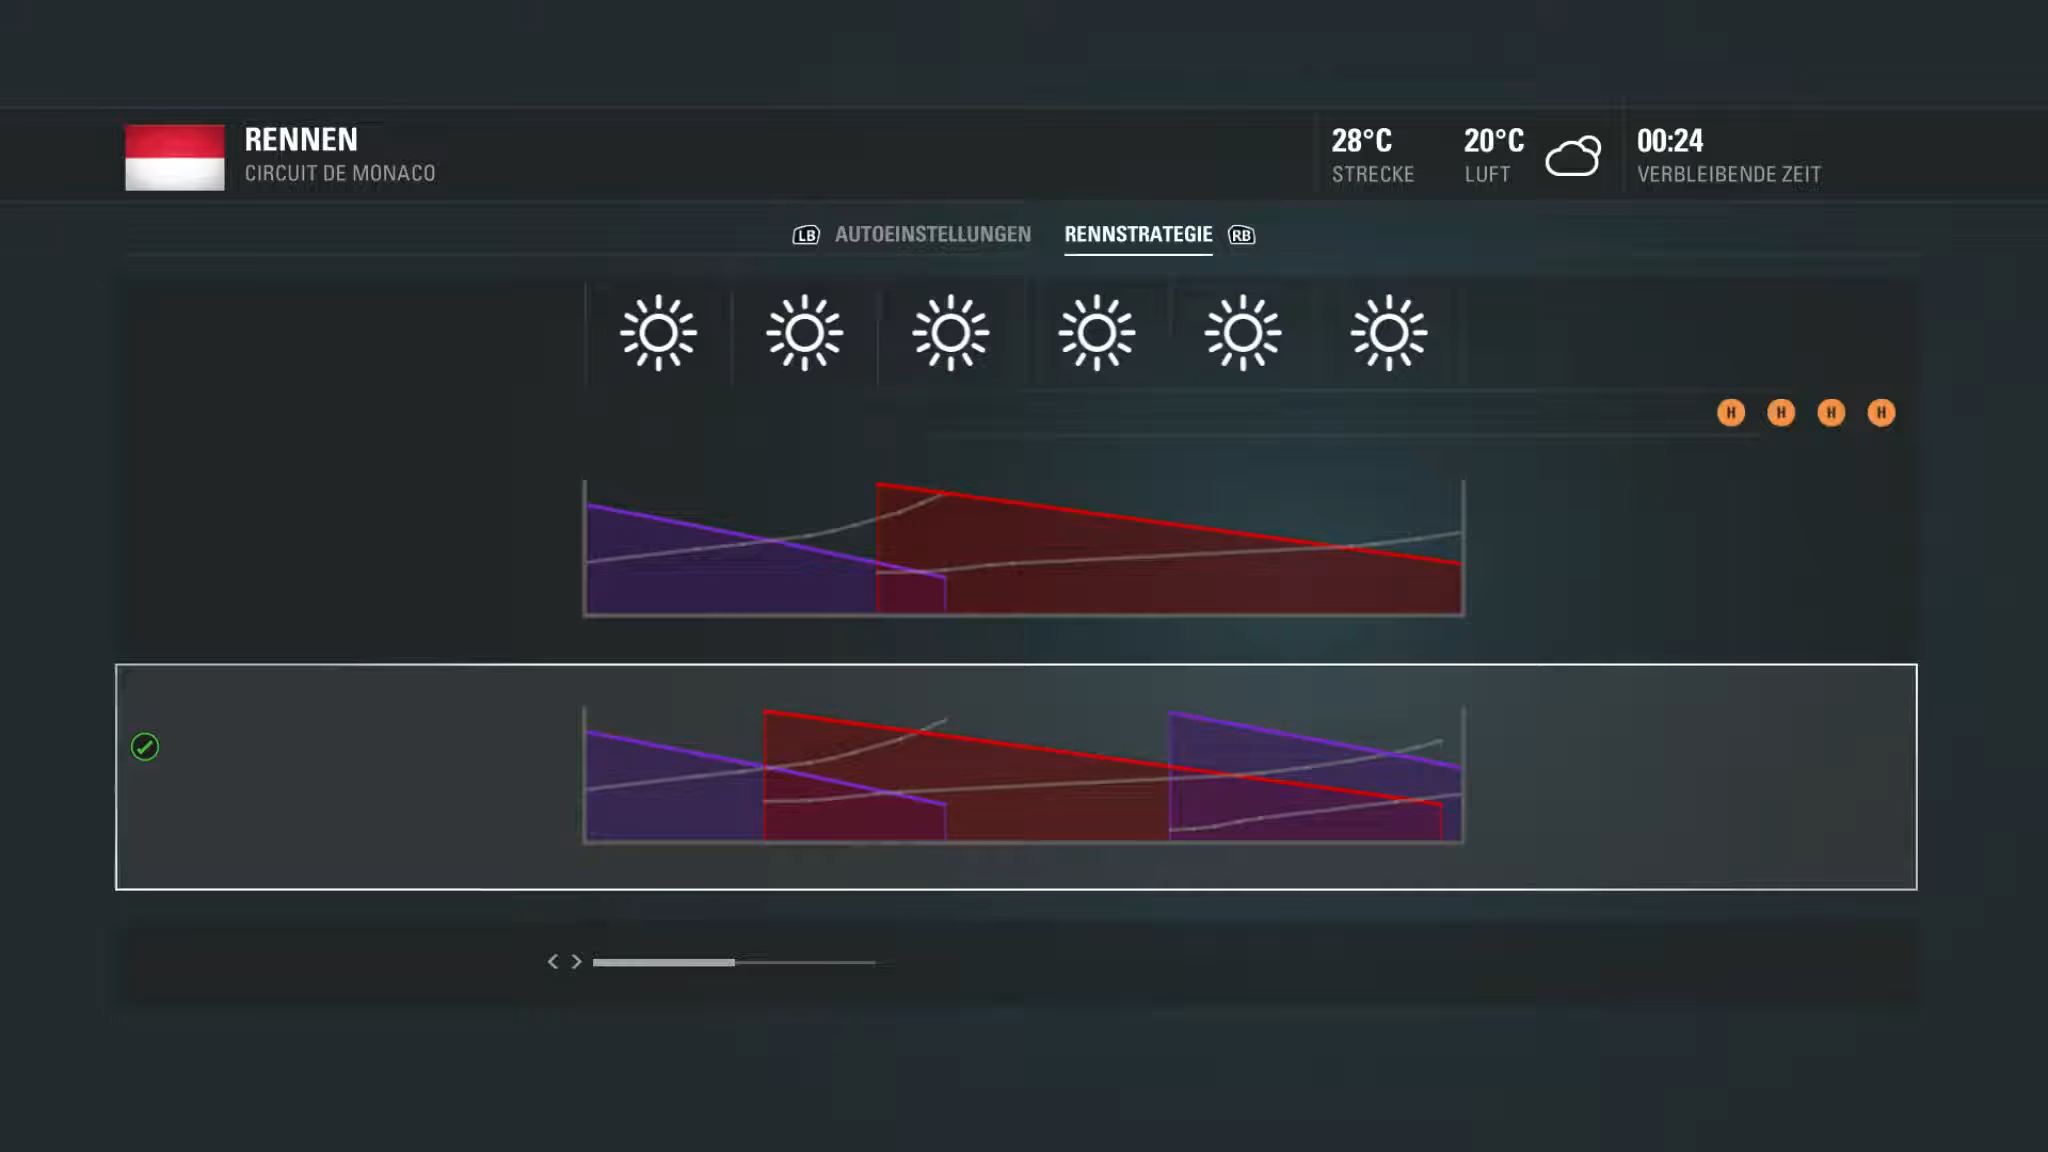 RENNEN
CIRCUIT DE MONACO
28°C
STRECKE
20°C
LUFT
00:24
VERBLEIBENDE ZEIT
LB AUTOEINSTELLUNGEN RENNSTRATEGIE RB
H H H H